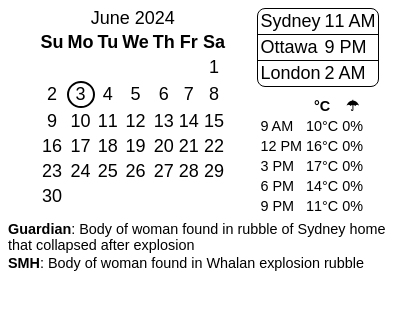 June 2024
Su Mo Tu We Th Fr Sa
1
2 3 4 5 6 7 8
9 10 11 12 13 14 15
16 17 18 19 20 21 22
23 24 25 26 27 28 29
30
Sydney 11 AM
Ottawa 9 PM
London 2 AM
°C ☂
9 AM 10°C 0%
12 PM 16°C 0%
3 PM 17°C 0%
6 PM 14°C 0%
9 PM 11°C 0%
Guardian: Body of woman found in rubble of Sydney home
that collapsed after explosion
SMH: Body of woman found in Whalan explosion rubble